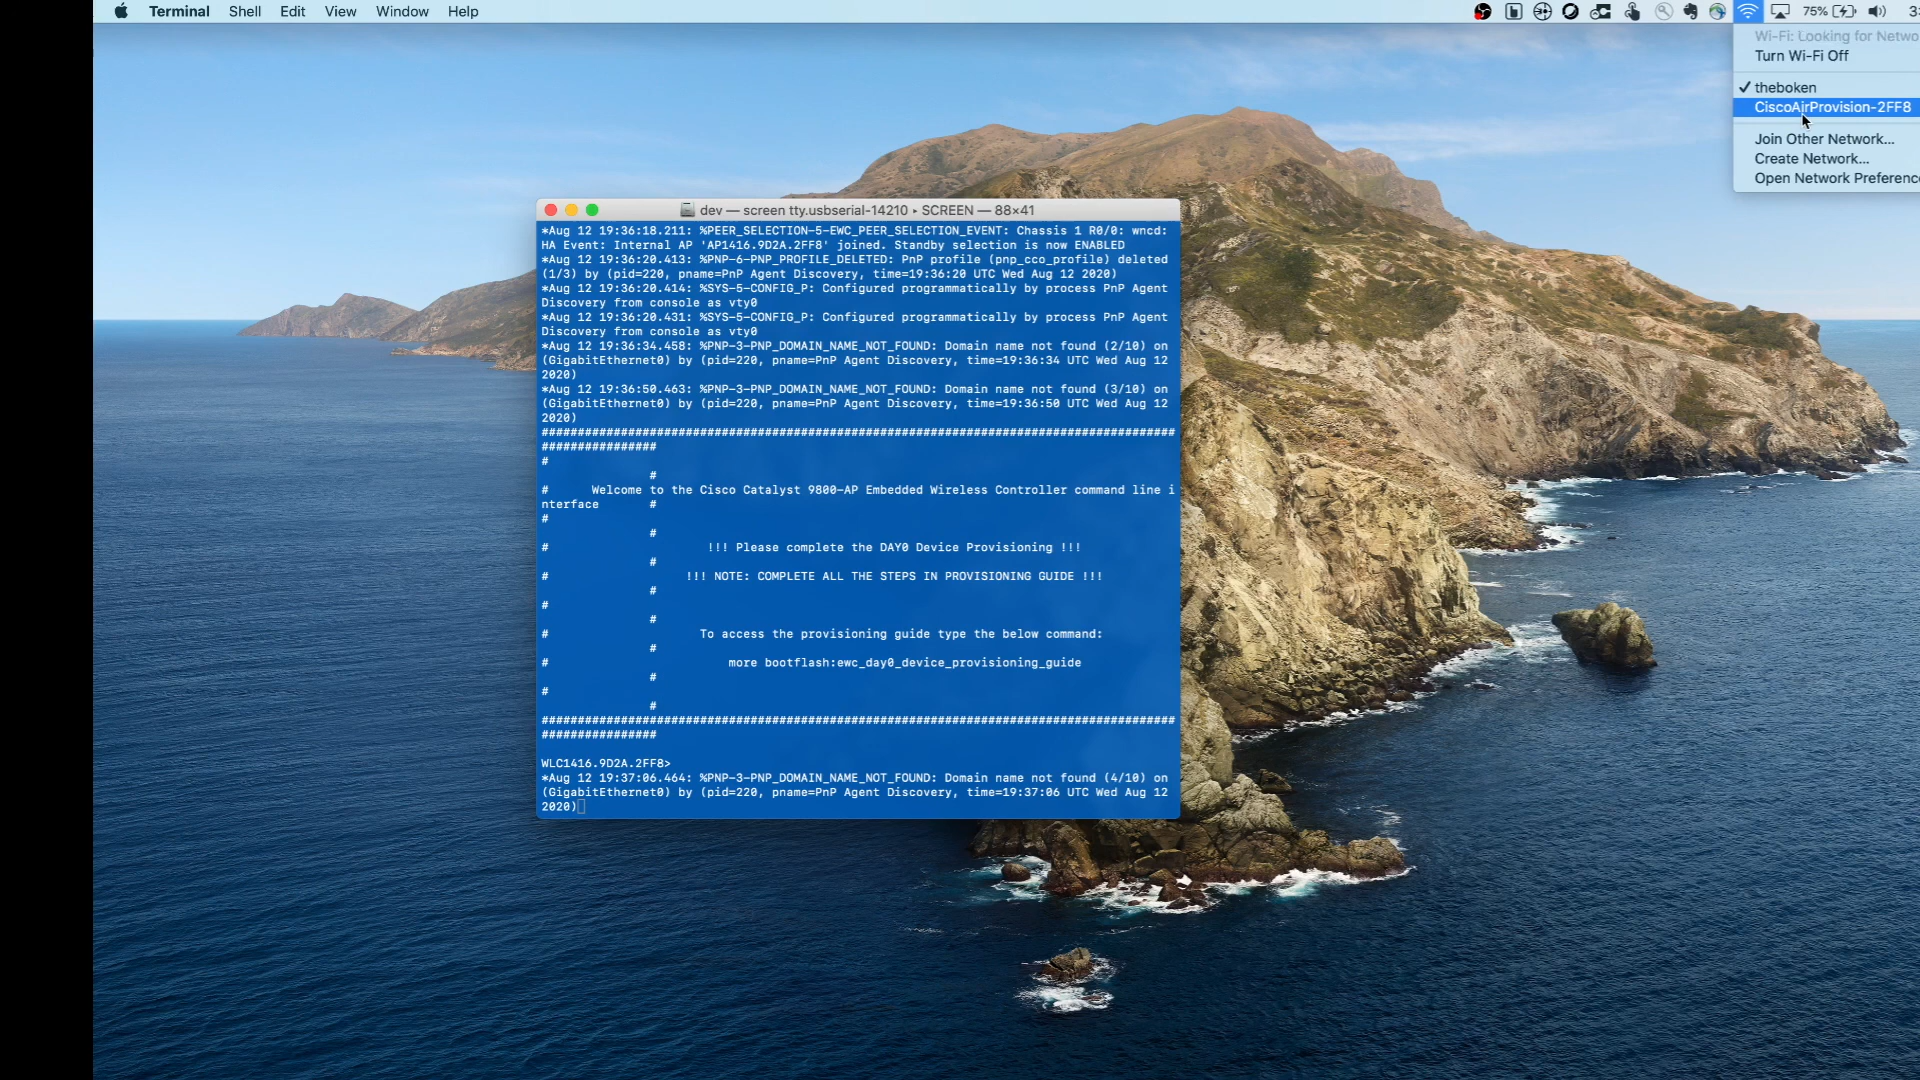 Terminal Shell Edit View Window Help 75% 3:
Wi-Fi: Looking for Netwo
Turn Wi-Fi Off
✓ theboken
CiscoAirProvision-2FF8
Join Other Network...
Create Network...
Open Network Preference
dev — screen tty.usbserial-14210 ▸ SCREEN — 88×41
*Aug 12 19:36:18.211: %PEER_SELECTION-5-EWC_PEER_SELECTION_EVENT: Chassis 1 R0/0: wncd:
HA Event: Internal AP 'AP1416.9D2A.2FF8' joined. Standby selection is now ENABLED
*Aug 12 19:36:20.413: %PNP-6-PNP_PROFILE_DELETED: PnP profile (pnp_cco_profile) deleted
(1/3) by (pid=220, pname=PnP Agent Discovery, time=19:36:20 UTC Wed Aug 12 2020)
*Aug 12 19:36:20.414: %SYS-5-CONFIG_P: Configured programmatically by process PnP Agent
Discovery from console as vty0
*Aug 12 19:36:20.431: %SYS-5-CONFIG_P: Configured programmatically by process PnP Agent
Discovery from console as vty0
*Aug 12 19:36:34.458: %PNP-3-PNP_DOMAIN_NAME_NOT_FOUND: Domain name not found (2/10) on
(GigabitEthernet0) by (pid=220, pname=PnP Agent Discovery, time=19:36:34 UTC Wed Aug 12
2020)
*Aug 12 19:36:50.463: %PNP-3-PNP_DOMAIN_NAME_NOT_FOUND: Domain name not found (3/10) on
(GigabitEthernet0) by (pid=220, pname=PnP Agent Discovery, time=19:36:50 UTC Wed Aug 12
2020)
########################################################################################
################
#
#
# Welcome to the Cisco Catalyst 9800-AP Embedded Wireless Controller command line i
nterface #
#
#
# !!! Please complete the DAY0 Device Provisioning !!!
#
# !!! NOTE: COMPLETE ALL THE STEPS IN PROVISIONING GUIDE !!!
#
#
#
# To access the provisioning guide type the below command:
#
# more bootflash:ewc_day0_device_provisioning_guide
#
#
#
########################################################################################
################
WLC1416.9D2A.2FF8>
*Aug 12 19:37:06.464: %PNP-3-PNP_DOMAIN_NAME_NOT_FOUND: Domain name not found (4/10) on
(GigabitEthernet0) by (pid=220, pname=PnP Agent Discovery, time=19:37:06 UTC Wed Aug 12
2020)